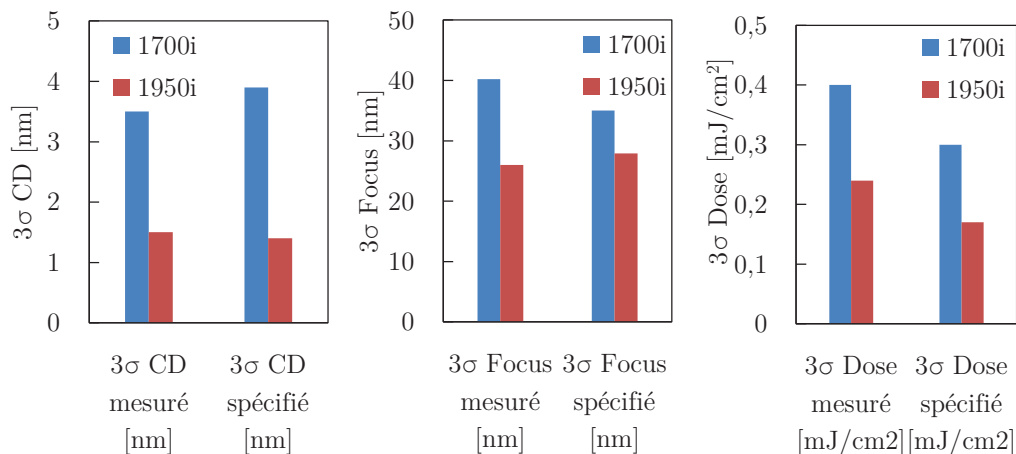 3σ CD [nm]
5
4
3
2
1
0
1700i
1950i
3σ CD
mesuré
[nm]
3σ CD
spécifié
[nm]
3σ Focus [nm]
50
40
30
20
10
0
1700i
1950i
3σ Focus
mesuré
[nm]
3σ Focus
spécifié
[nm]
3σ Dose [mJ/cm²]
0,5
0,4
0,3
0,2
0,1
0
1700i
1950i
3σ Dose
mesuré
[mJ/cm2]
3σ Dose
spécifié
[mJ/cm2]